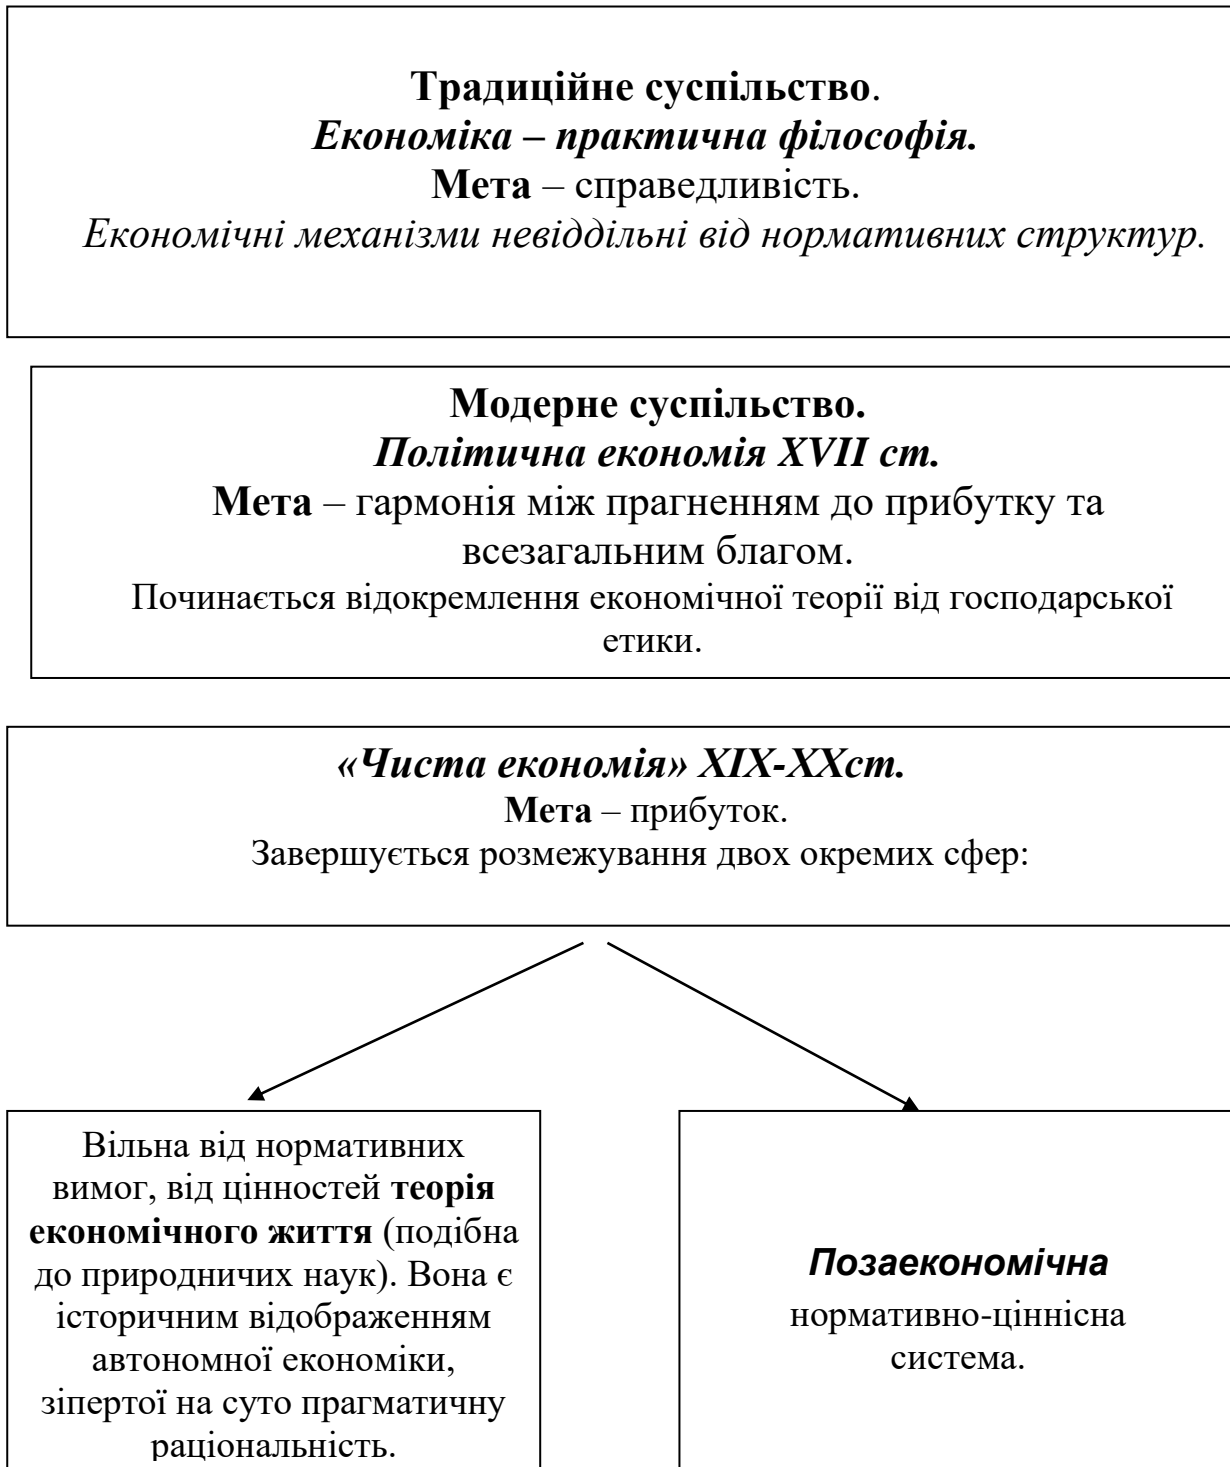 Традиційне суспільство.
Економіка – практична філософія.
Мета – справедливість.
Економічні механізми невіддільні від нормативних структур.
Модерне суспільство.
Політична економія XVII ст.
Мета – гармонія між прагненням до прибутку та
всезагальним благом.
Починається відокремлення економічної теорії від господарської
етики.
«Чиста економія» XIX-XXст.
Мета – прибуток.
Завершується розмежування двох окремих сфер:
Вільна від нормативних
вимог, від цінностей теорія
економічного життя (подібна
до природничих наук). Вона є
історичним відображенням
автономної економіки,
зіпертої на суто прагматичну
раціональність.
Позаекономічна
нормативно-ціннісна
система.